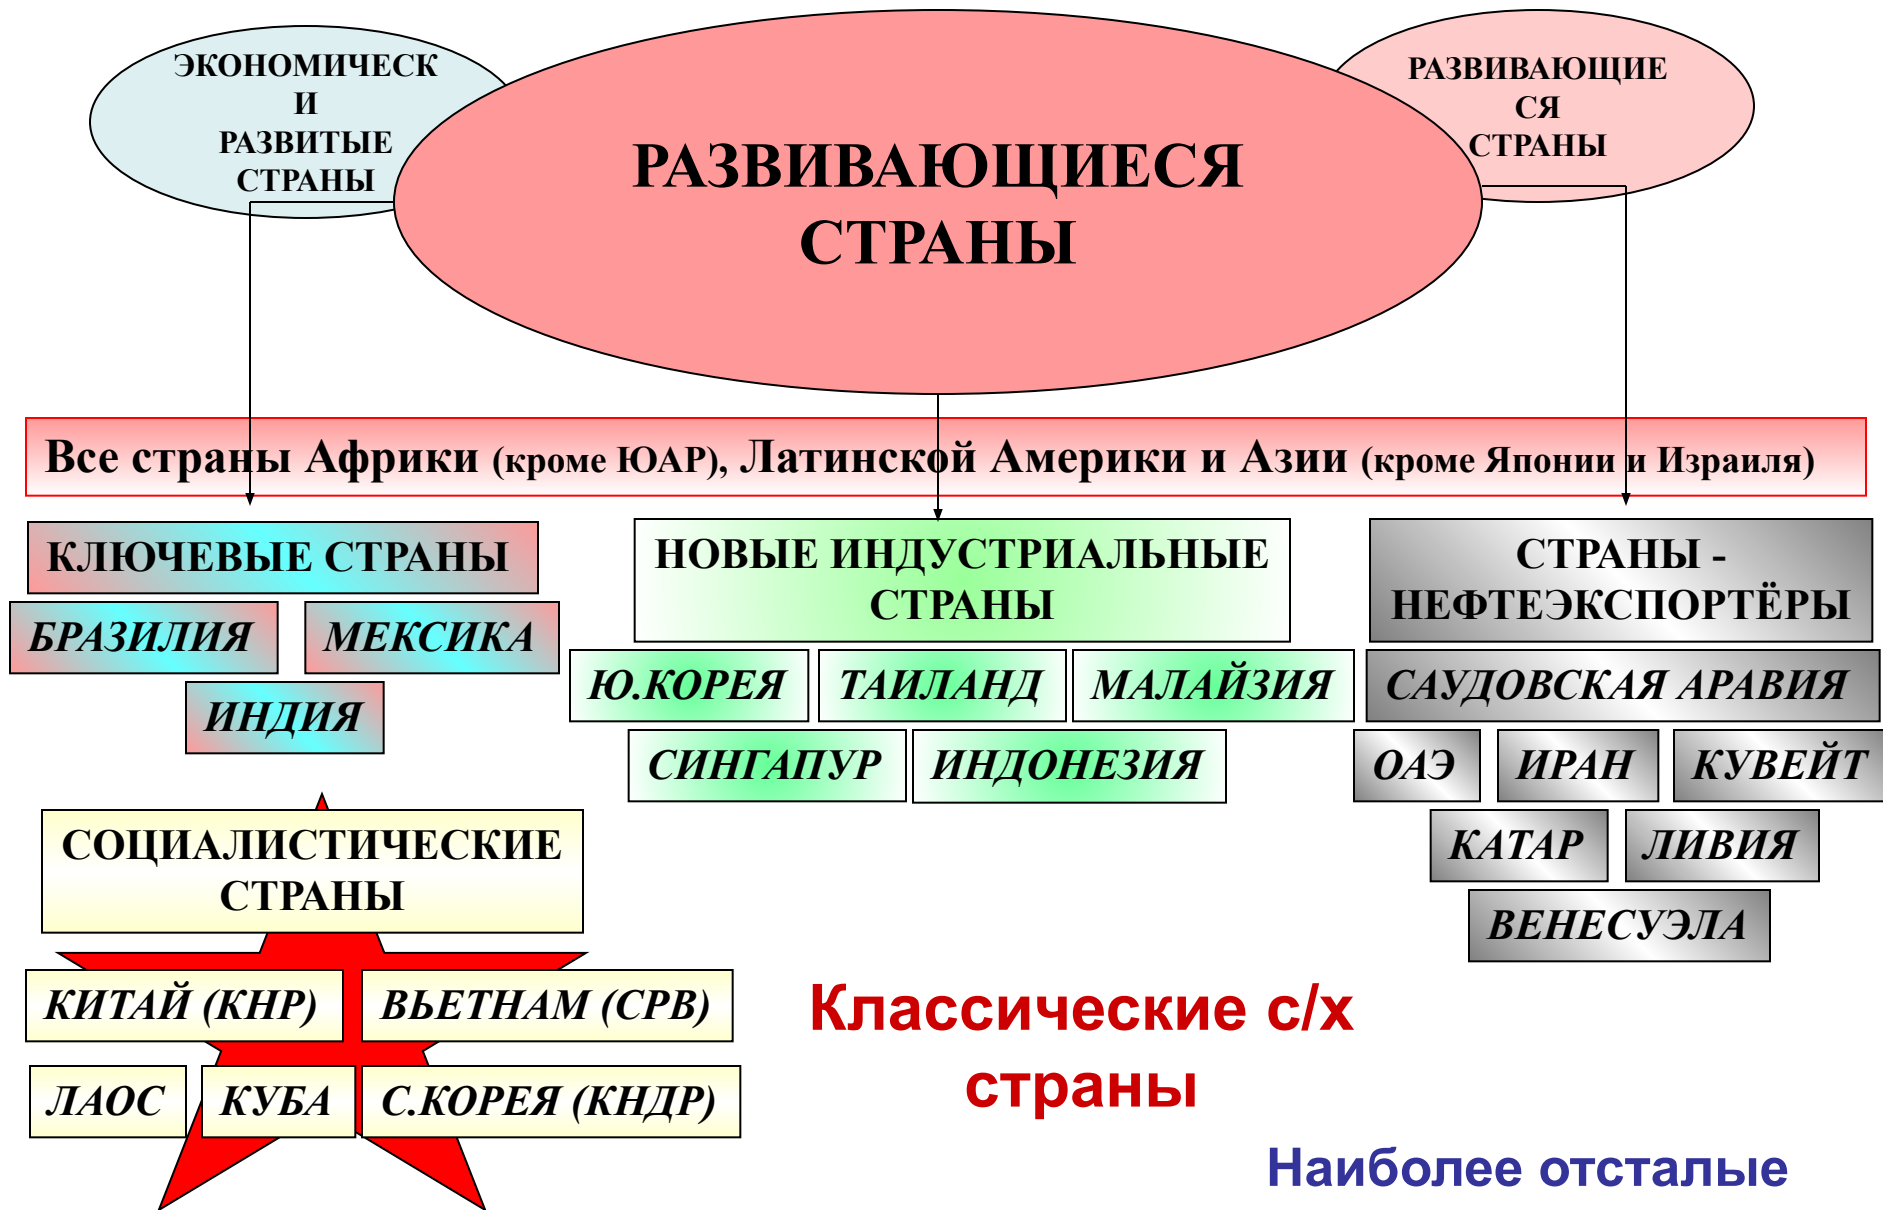 ЭКОНОМИЧЕСК
И
РАЗВИТЫЕ
СТРАНЫ
РАЗВИВАЮЩИЕСЯ
СТРАНЫ
РАЗВИВАЮЩИЕ
СЯ
СТРАНЫ
Все страны Африки (кроме ЮАР), Латинской Америки и Азии (кроме Японии и Израиля)
КЛЮЧЕВЫЕ СТРАНЫ
БРАЗИЛИЯ
МЕКСИКА
ИНДИЯ
НОВЫЕ ИНДУСТРИАЛЬНЫЕ
СТРАНЫ
Ю.КОРЕЯ
ТАИЛАНД
МАЛАЙЗИЯ
СИНГАПУР
ИНДОНЕЗИЯ
СТРАНЫ -
НЕФТЕЭКСПОРТЁРЫ
САУДОВСКАЯ АРАВИЯ
ОАЭ
ИРАН
КУВЕЙТ
КАТАР
ЛИВИЯ
ВЕНЕСУЭЛА
СОЦИАЛИСТИЧЕСКИЕ
СТРАНЫ
КИТАЙ (КНР)
ВЬЕТНАМ (СРВ)
ЛАОС
КУБА
С.КОРЕЯ (КНДР)
Классические с/х
страны
Наиболее отсталые